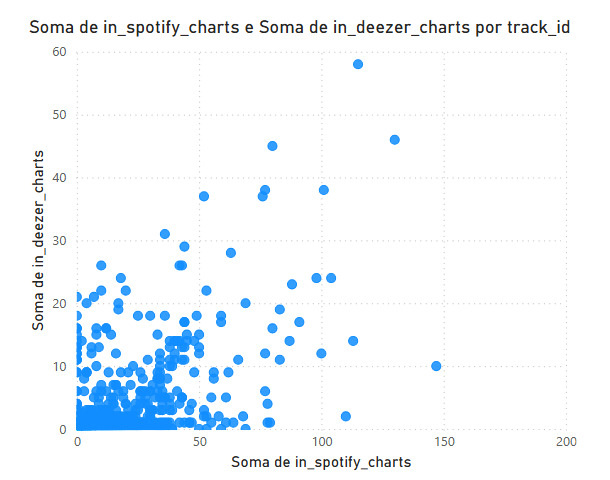 Soma de in_spotify_charts e Soma de in_deezer_charts por track_id
60
50
40
30
20
10
0
Soma de in_deezer_charts
0 50 100 150 200
Soma de in_spotify_charts